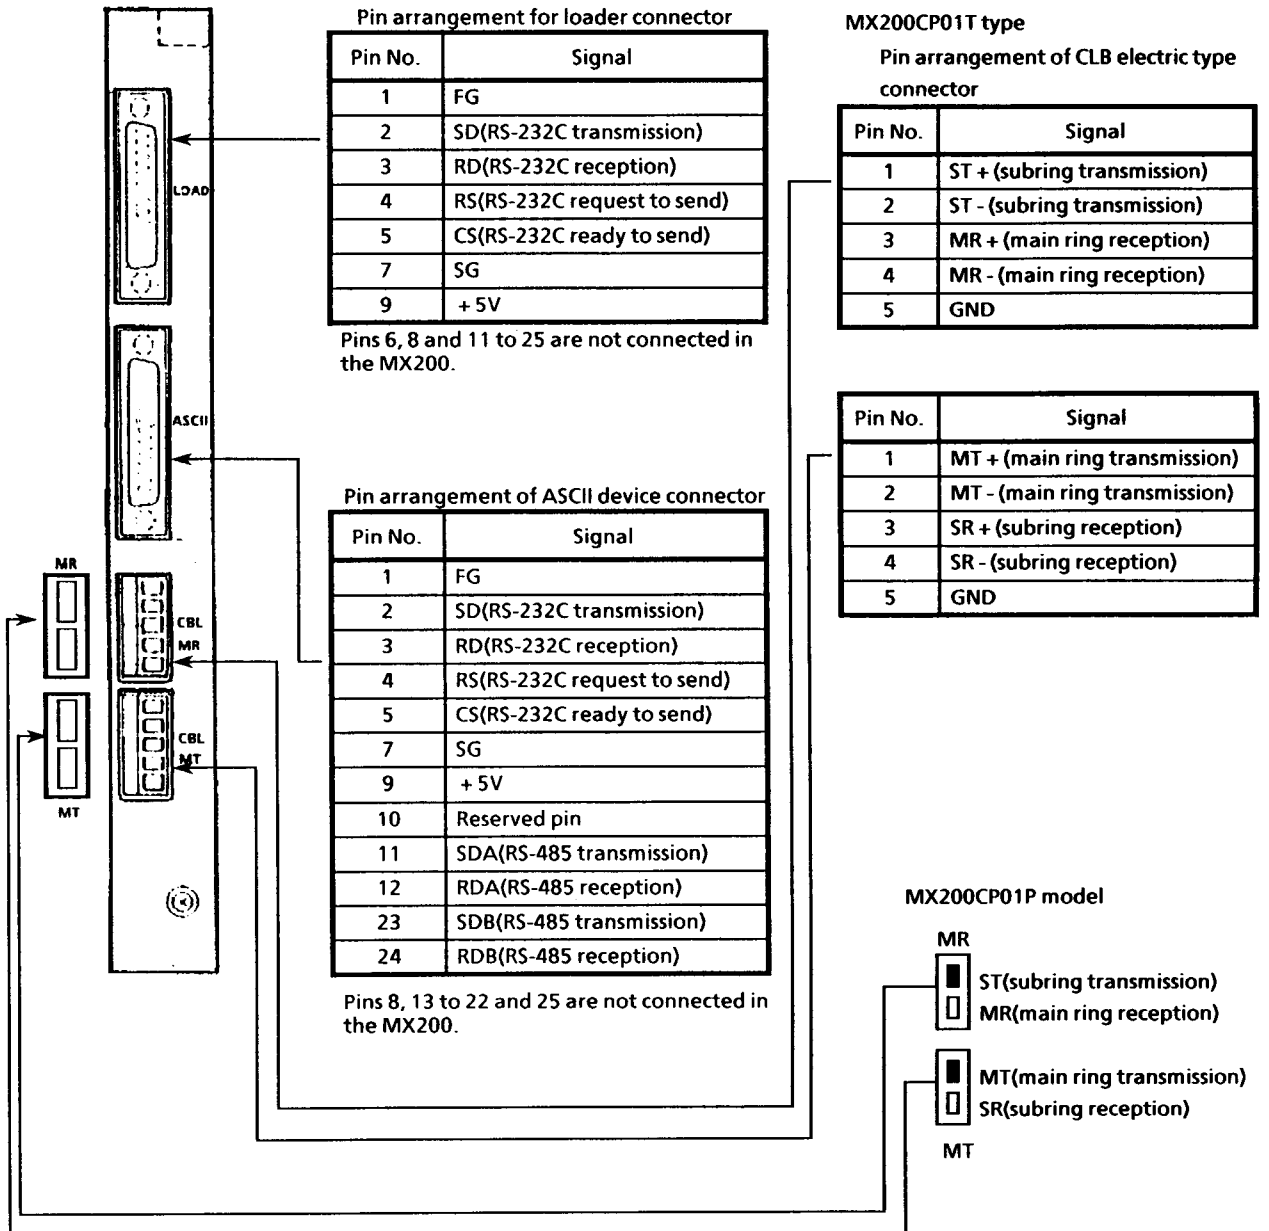 Pin arrangement for loader connector
Pin No. Signal
1 FG
2 SD(RS-232C transmission)
3 RD(RS-232C reception)
4 RS(RS-232C request to send)
5 CS(RS-232C ready to send)
7 SG
9 + 5V
Pins 6, 8 and 11 to 25 are not connected in
the MX200.
LOAD
ASCII
Pin arrangement of ASCII device connector
Pin No. Signal
1 FG
2 SD(RS-232C transmission)
3 RD(RS-232C reception)
4 RS(RS-232C request to send)
5 CS(RS-232C ready to send)
7 SG
9 + 5V
10 Reserved pin
11 SDA(RS-485 transmission)
12 RDA(RS-485 reception)
23 SDB(RS-485 transmission)
24 RDB(RS-485 reception)
Pins 8, 13 to 22 and 25 are not connected in
the MX200.
MR
CBL
MR
CBL
MT
MT
MX200CP01T type
Pin arrangement of CLB electric type
connector
Pin No. Signal
1 ST + (subring transmission)
2 ST - (subring transmission)
3 MR + (main ring reception)
4 MR - (main ring reception)
5 GND
Pin No. Signal
1 MT + (main ring transmission)
2 MT - (main ring transmission)
3 SR + (subring reception)
4 SR - (subring reception)
5 GND
MX200CP01P model
MR
ST(subring transmission)
MR(main ring reception)
MT(main ring transmission)
SR(subring reception)
MT